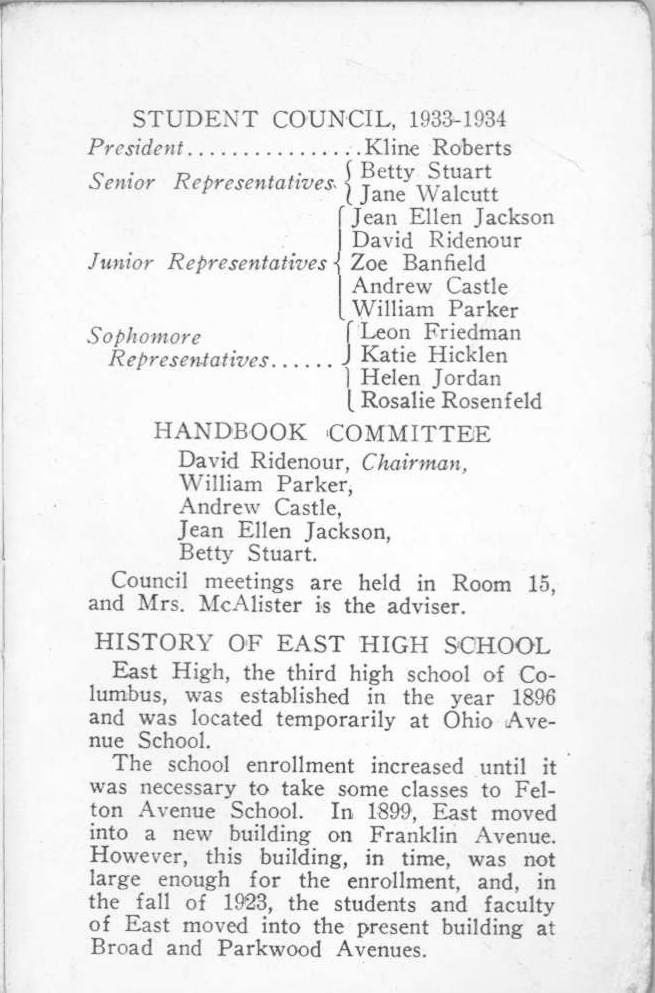 STUDENT COUNCIL, 1933-1934
President................Kline Roberts
Senior Representatives. { Betty Stuart
Jane Walcutt
Jean Ellen Jackson
David Ridenour
Junior Representatives { Zoe Banfield
Andrew Castle
William Parker
Sophomore { Leon Friedman
Representatives...... Katie Hicklen
Helen Jordan
Rosalie Rosenfeld
HANDBOOK COMMITTEE
David Ridenour, Chairman,
William Parker,
Andrew Castle,
Jean Ellen Jackson,
Betty Stuart.
Council meetings are held in Room 15,
and Mrs. McAlister is the adviser.
HISTORY OF EAST HIGH SCHOOL
East High, the third high school of Co-
lumbus, was established in the year 1896
and was located temporarily at Ohio Ave-
nue School.
The school enrollment increased until it
was necessary to take some classes to Fel-
ton Avenue School. In 1899, East moved
into a new building on Franklin Avenue.
However, this building, in time, was not
large enough for the enrollment, and, in
the fall of 1923, the students and faculty
of East moved into the present building at
Broad and Parkwood Avenues.